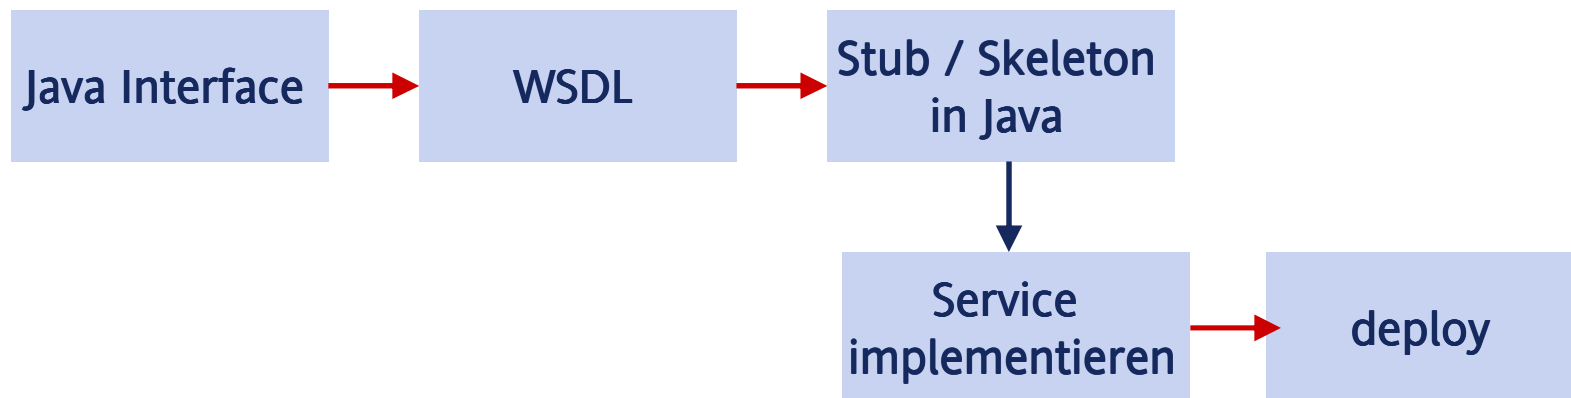 Java Interface
WSDL
Stub / Skeleton
in Java
Service
implementieren
deploy